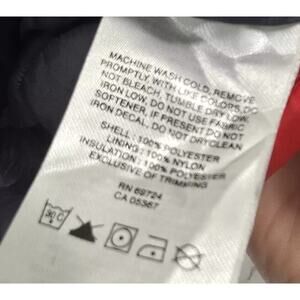 MACHINE WASH COLD, REMOVE
PROMPTLY, WITH LIKE COLORS, DO
NOT BLEACH, TUMBLE DRY LOW,
IRON LOW, DO NOT USE FABRIC
SOFTENER, IF PRESENT DO NOT
IRON DECAL, DO NOT DRYCLEAN
SHELL : 100% POLYESTER
LINING : 100% NYLON
INSULATION : 100% POLYESTER
EXCLUSIVE OF TRIMMING
RN 69724
CA 05367
30 C